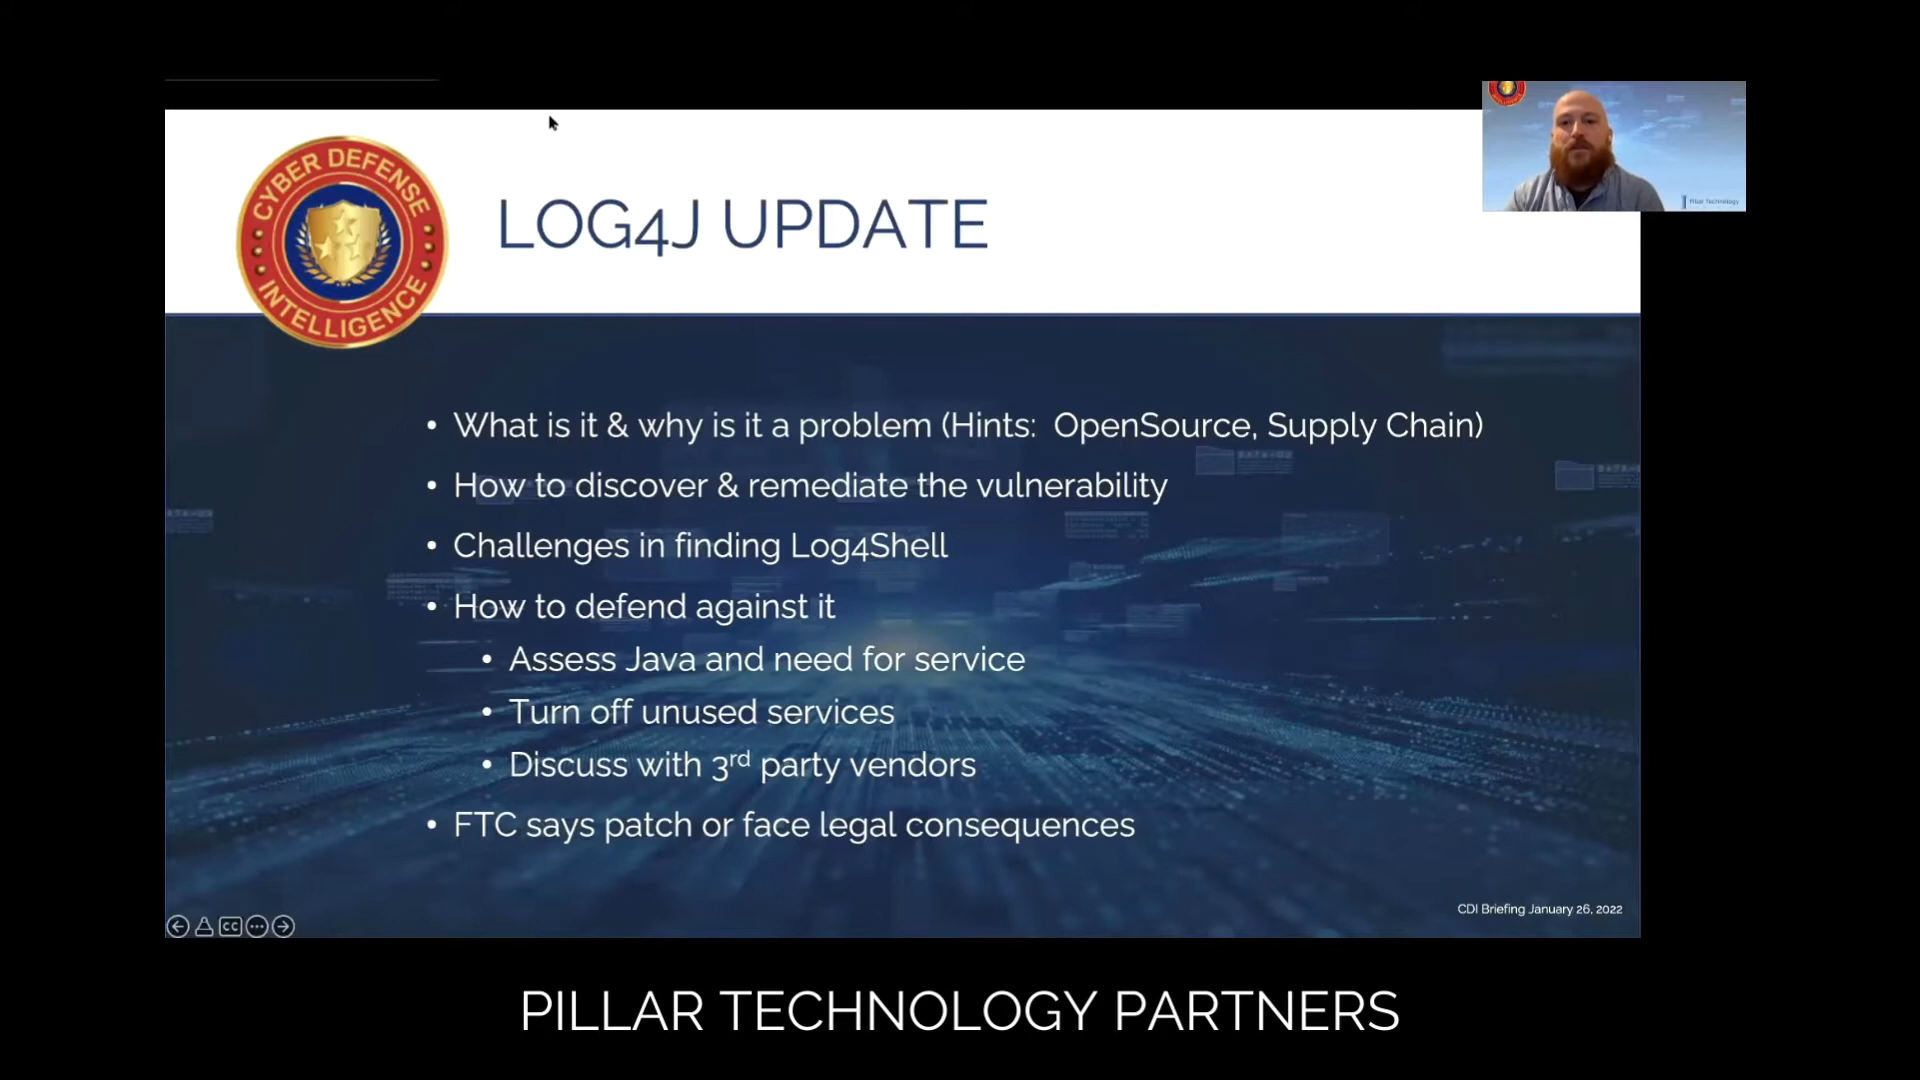 CYBER DEFENSE
INTELLIGENCE
LOG4J UPDATE
Pillar Technology
• What is it & why is it a problem (Hints:  OpenSource, Supply Chain)
• How to discover & remediate the vulnerability
• Challenges in finding Log4Shell
• How to defend against it
• Assess Java and need for service
• Turn off unused services
• Discuss with 3rd party vendors
• FTC says patch or face legal consequences
CDI Briefing January 26, 2022
CC
PILLAR TECHNOLOGY PARTNERS